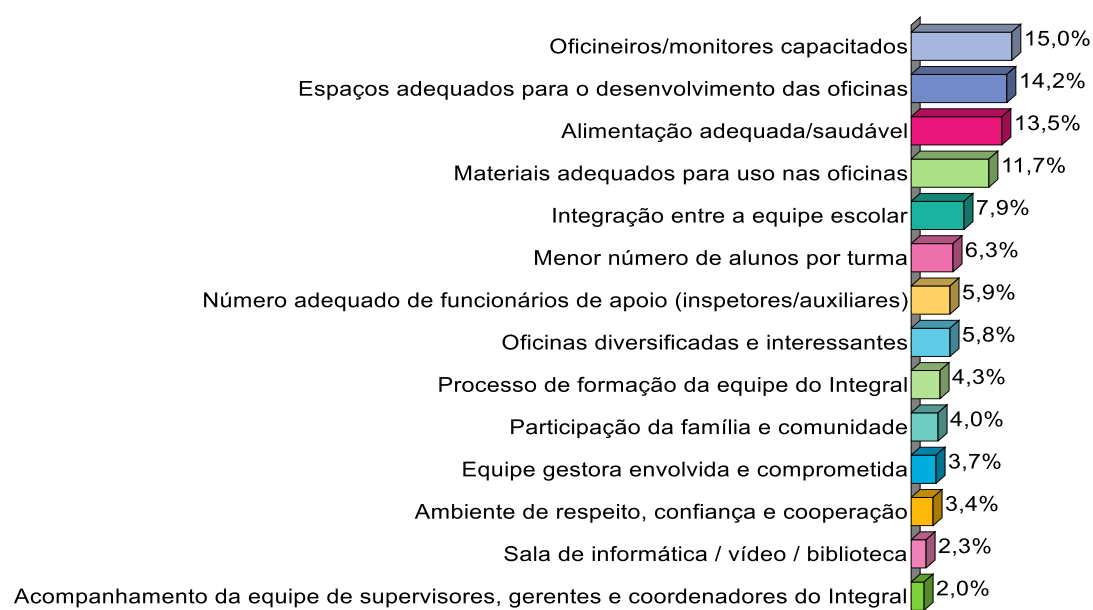 Oficineiros/monitores capacitados 15,0%
Espaços adequados para o desenvolvimento das oficinas 14,2%
Alimentação adequada/saudável 13,5%
Materiais adequados para uso nas oficinas 11,7%
Integração entre a equipe escolar 7,9%
Menor número de alunos por turma 6,3%
Número adequado de funcionários de apoio (inspetores/auxiliares) 5,9%
Oficinas diversificadas e interessantes 5,8%
Processo de formação da equipe do Integral 4,3%
Participação da família e comunidade 4,0%
Equipe gestora envolvida e comprometida 3,7%
Ambiente de respeito, confiança e cooperação 3,4%
Sala de informática / vídeo / biblioteca 2,3%
Acompanhamento da equipe de supervisores, gerentes e coordenadores do Integral 2,0%